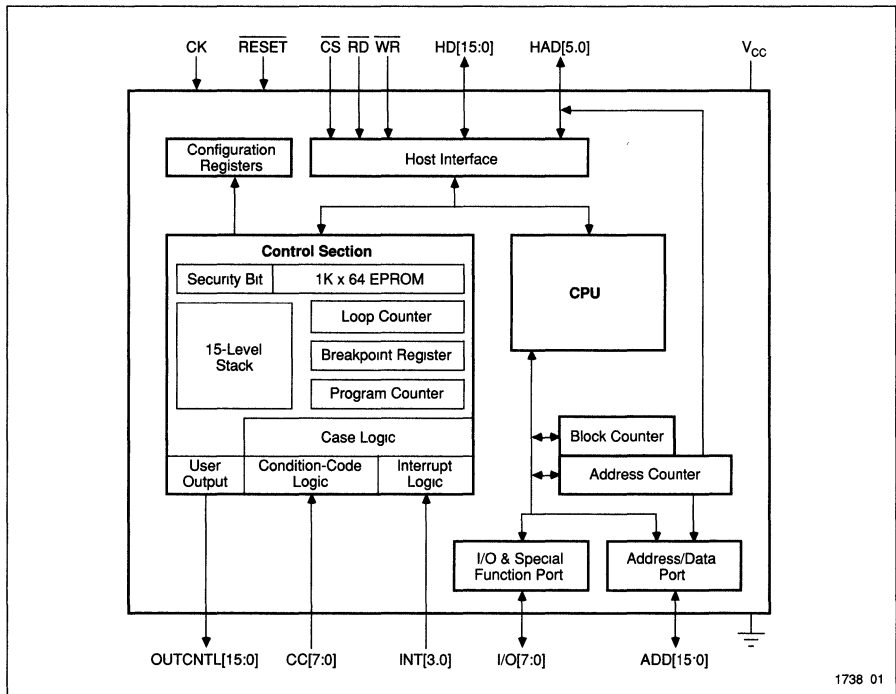 CK RESET CS RD WR HD[15:0] HAD[5.0] VCC
Configuration
Registers
Host Interface
Control Section
Security Bit 1K x 64 EPROM
15-Level
Stack
Loop Counter
Breakpoint Register
Program Counter
Case Logic
User
Output
Condition-Code
Logic
Interrupt
Logic
CPU
Block Counter
Address Counter
I/O & Special
Function Port
Address/Data
Port
OUTCNTL[15:0] CC[7:0] INT[3.0] I/O[7:0] ADD[15:0]
1738 01